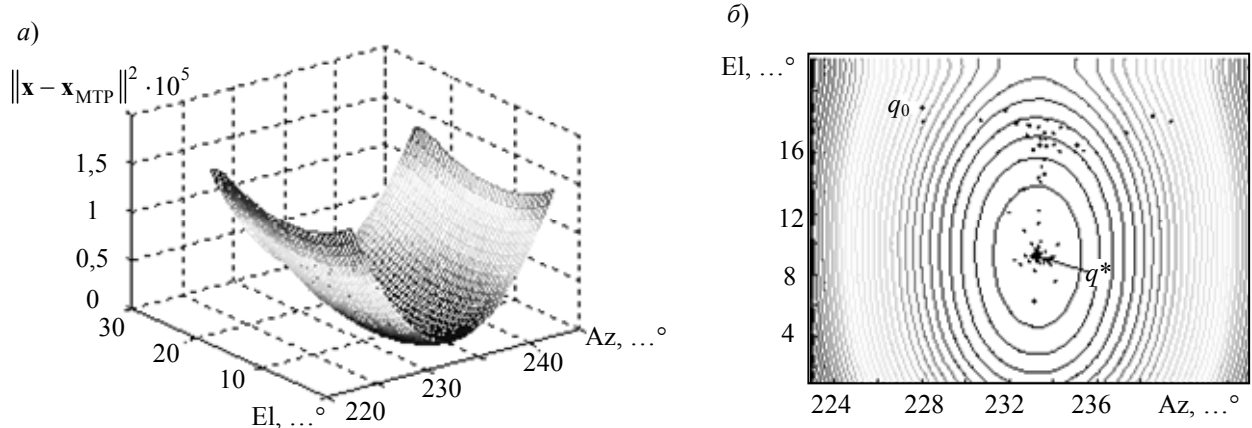 а)
‖x − x_MTP‖² ·10⁵
1,5
1
0,5
0
30
20
10
El, …°
220
230
240
Az, …°
б)
El, …°
q₀
16
12
8
4
q*
224
228
232
236
Az, …°